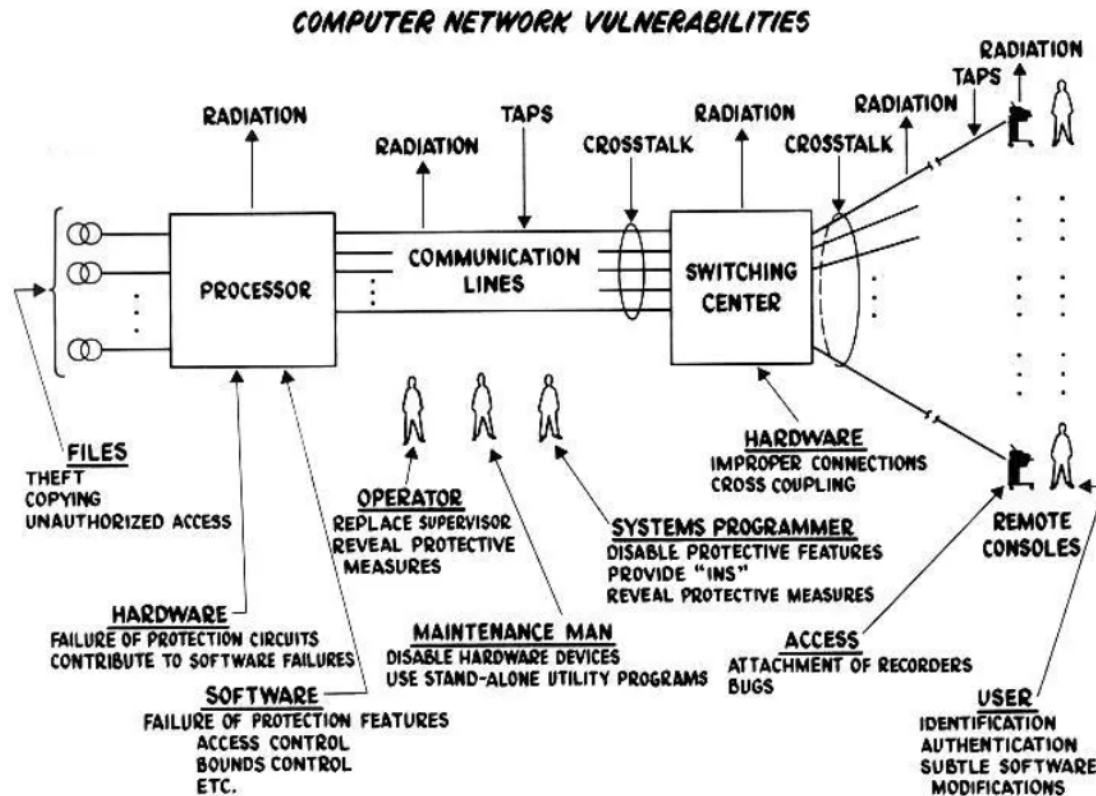 COMPUTER NETWORK VULNERABILITIES
RADIATION
TAPS
RADIATION
RADIATION
TAPS
RADIATION
RADIATION
CROSSTALK
CROSSTALK
PROCESSOR
COMMUNICATION
LINES
SWITCHING
CENTER
FILES
THEFT
COPYING
UNAUTHORIZED ACCESS
OPERATOR
REPLACE SUPERVISOR
REVEAL PROTECTIVE
MEASURES
HARDWARE
IMPROPER CONNECTIONS
CROSS COUPLING
SYSTEMS PROGRAMMER
DISABLE PROTECTIVE FEATURES
PROVIDE "INS"
REVEAL PROTECTIVE MEASURES
REMOTE
CONSOLES
HARDWARE
FAILURE OF PROTECTION CIRCUITS
CONTRIBUTE TO SOFTWARE FAILURES
MAINTENANCE MAN
DISABLE HARDWARE DEVICES
USE STAND-ALONE UTILITY PROGRAMS
ACCESS
ATTACHMENT OF RECORDERS
BUGS
SOFTWARE
FAILURE OF PROTECTION FEATURES
ACCESS CONTROL
BOUNDS CONTROL
ETC.
USER
IDENTIFICATION
AUTHENTICATION
SUBTLE SOFTWARE
MODIFICATIONS